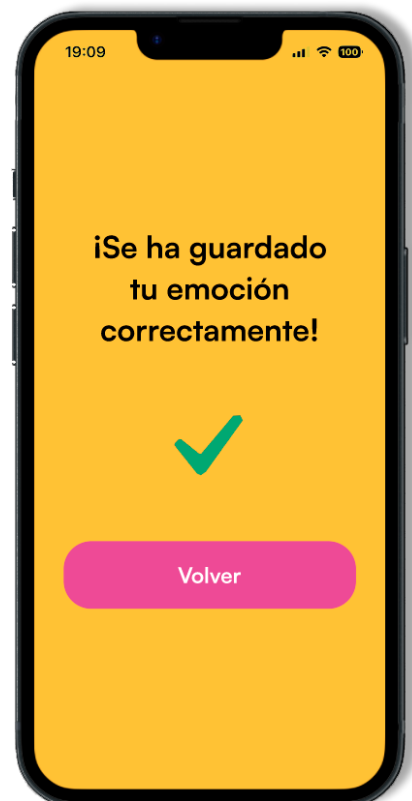 19:09
100
¡Se ha guardado
tu emoción
correctamente!
Volver